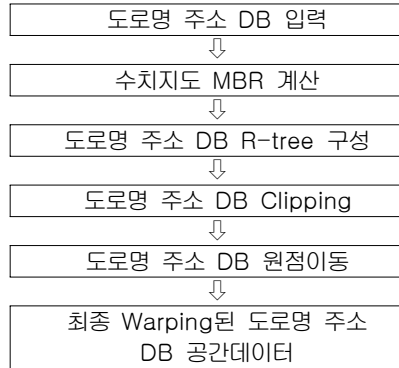 도로명 주소 DB 입력
수치지도 MBR 계산
도로명 주소 DB R-tree 구성
도로명 주소 DB Clipping
도로명 주소 DB 원점이동
최종 Warping된 도로명 주소
DB 공간데이터